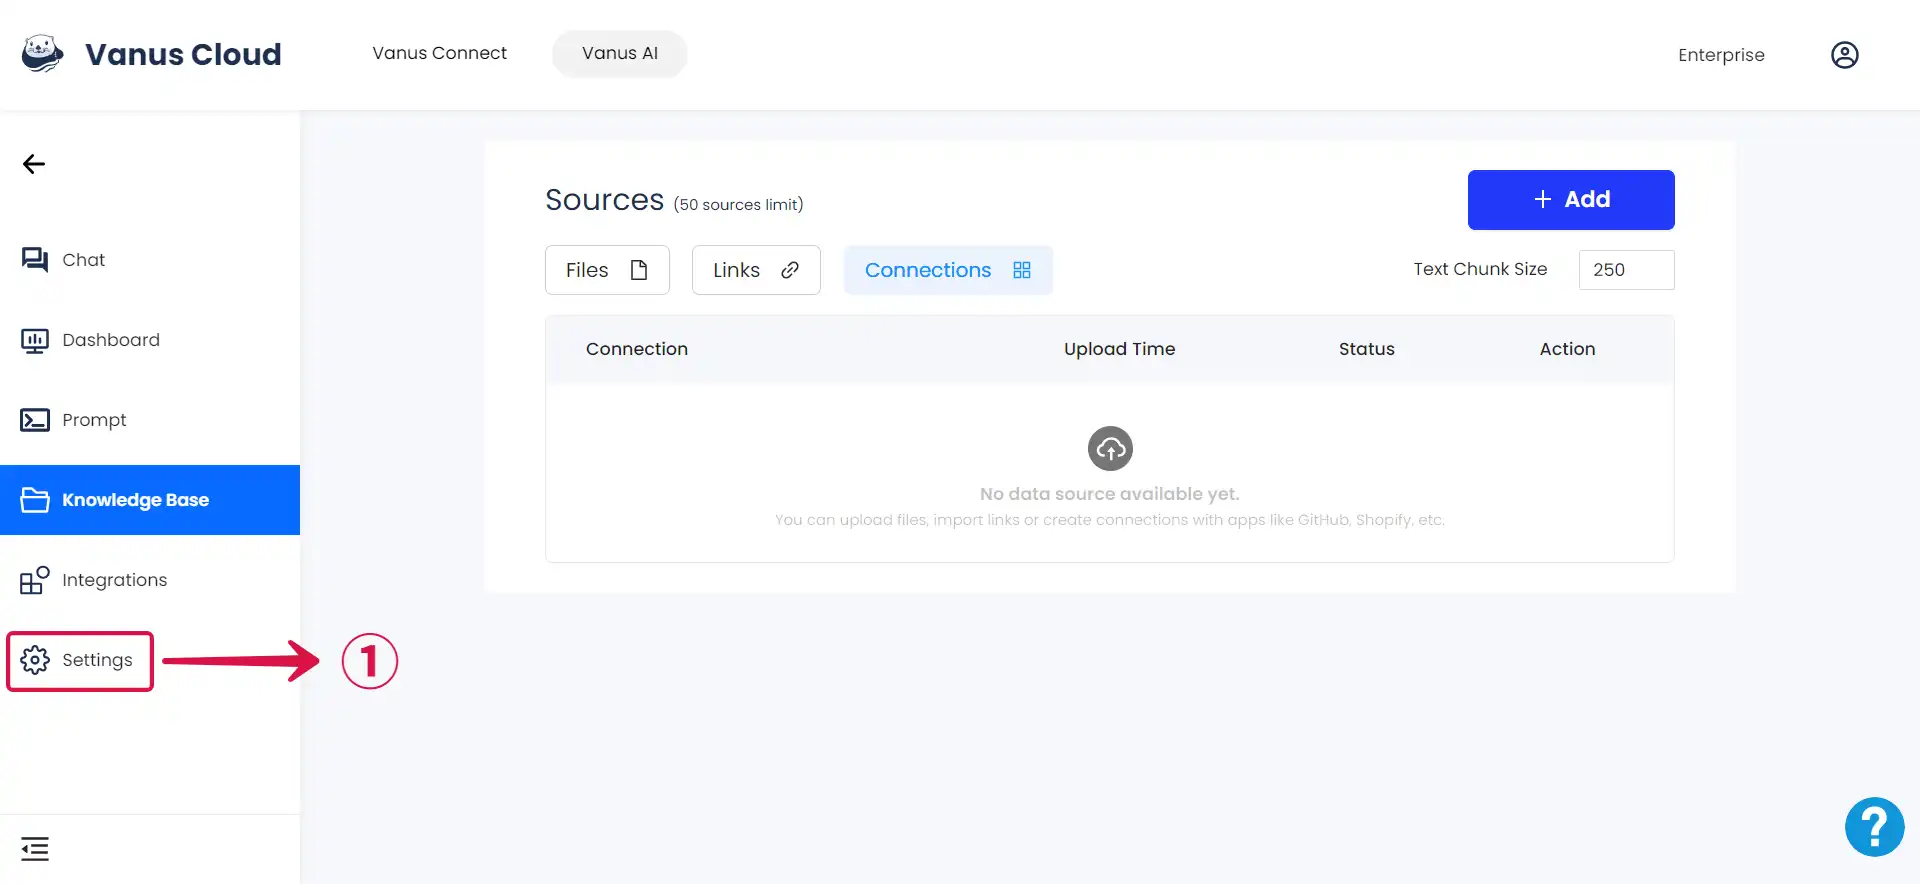 Vanus Cloud
Vanus Connect
Vanus AI
Enterprise
Chat
Dashboard
Prompt
Knowledge Base
Integrations
Settings
1
Sources (50 sources limit)
+ Add
Files
Links
Connections
Text Chunk Size
250
Connection
Upload Time
Status
Action
No data source available yet.
You can upload files, import links or create connections with apps like GitHub, Shopify, etc.
?